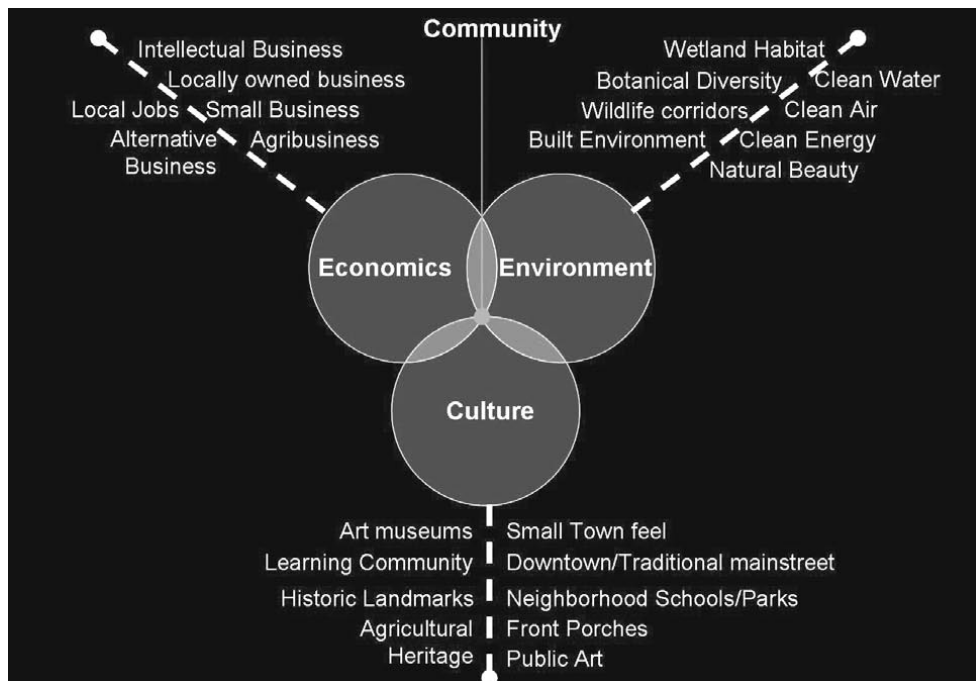 Community
Intellectual Business
Locally owned business
Local Jobs
Small Business
Alternative
Business
Agribusiness
Wetland Habitat
Botanical Diversity
Clean Water
Wildlife corridors
Clean Air
Built Environment
Clean Energy
Natural Beauty
Economics
Environment
Culture
Art museums
Small Town feel
Learning Community
Downtown/Traditional mainstreet
Historic Landmarks
Neighborhood Schools/Parks
Agricultural
Heritage
Front Porches
Public Art